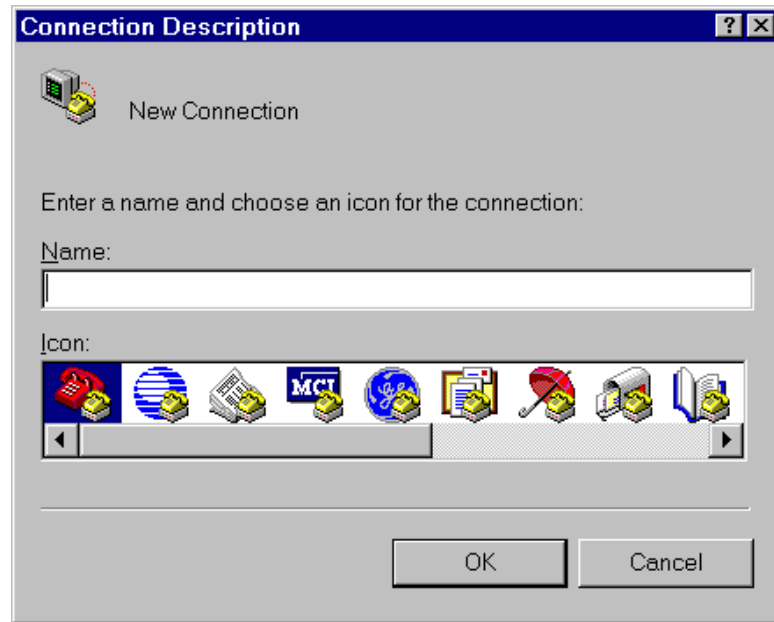 Connection Description
New Connection
Enter a name and choose an icon for the connection:
Name:
Icon:
MCI
OK
Cancel